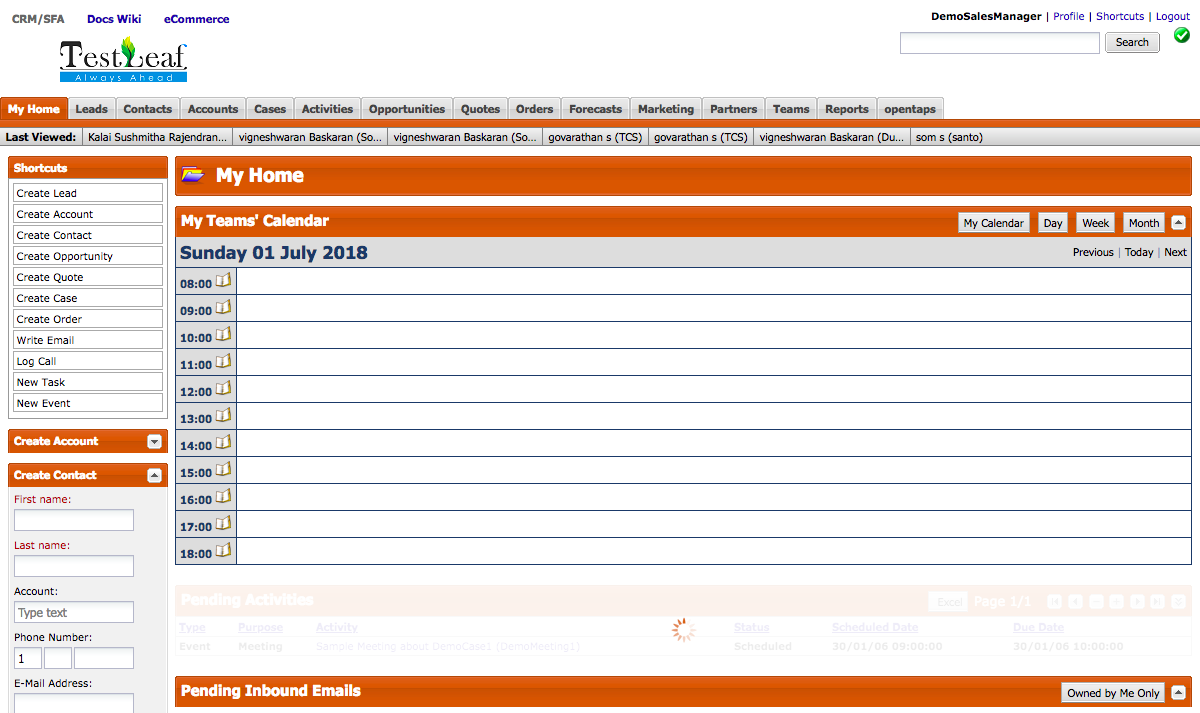 CRM/SFA Docs Wiki eCommerce
DemoSalesManager | Profile | Shortcuts | Logout
TestLeaf
Always Ahead
Search
My Home Leads Contacts Accounts Cases Activities Opportunities Quotes Orders Forecasts Marketing Partners Teams Reports opentaps
Last Viewed: Kalai Sushmitha Rajendran... vigneshwaran Baskaran (So... vigneshwaran Baskaran (So... govarathan s (TCS) govarathan s (TCS) vigneshwaran Baskaran (Du... som s (santo)
Shortcuts
Create Lead
Create Account
Create Contact
Create Opportunity
Create Quote
Create Case
Create Order
Write Email
Log Call
New Task
New Event
Create Account
Create Contact
First name:
Last name:
Account:
Type text
Phone Number:
1
E-Mail Address:
My Home
My Teams' Calendar My Calendar Day Week Month
Sunday 01 July 2018 Previous | Today | Next
08:00
09:00
10:00
11:00
12:00
13:00
14:00
15:00
16:00
17:00
18:00
Pending Activities Excel Page 1/1
Type Purpose Activity Status Scheduled Date Due Date
Event Meeting Sample Meeting about DemoCase1 (DemoMeeting1) Scheduled 30/01/06 09:00:00 30/01/06 10:00:00
Pending Inbound Emails Owned by Me Only